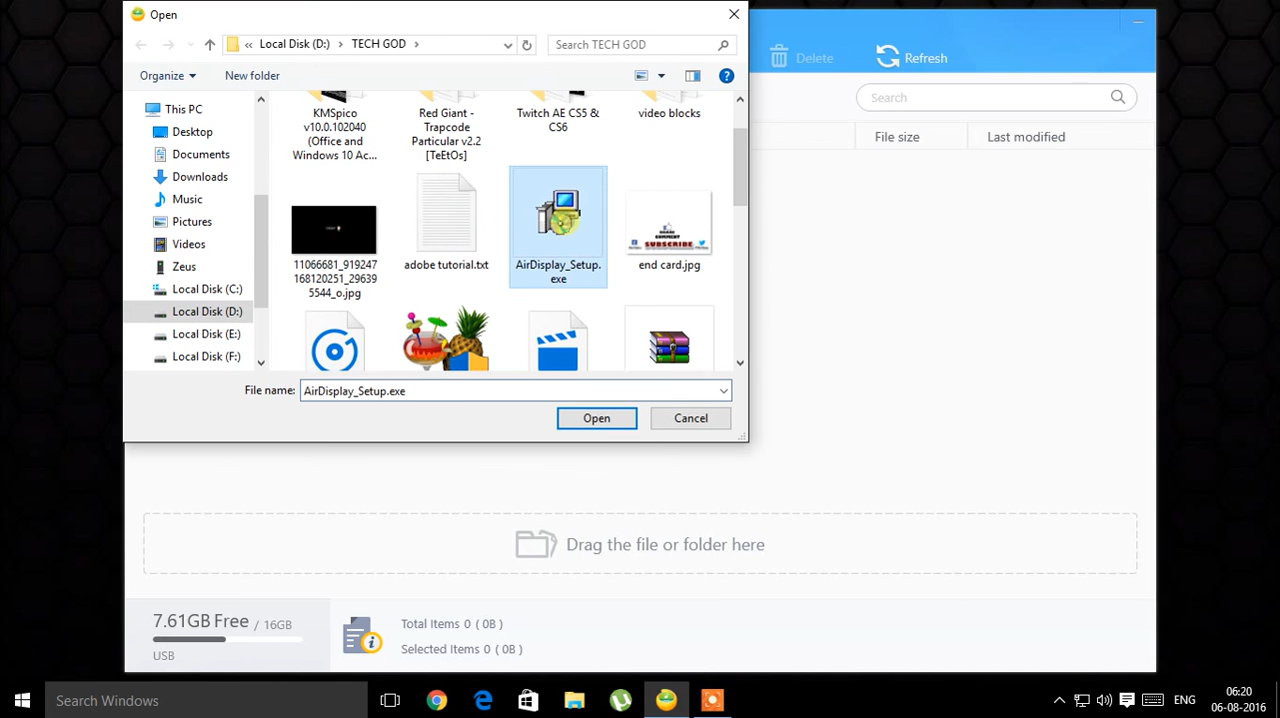 Open
Local Disk (D:) > TECH GOD >
Search TECH GOD
Organize
New folder
This PC
Desktop
Documents
Downloads
Music
Pictures
Videos
Zeus
Local Disk (C:)
Local Disk (D:)
Local Disk (E:)
Local Disk (F:)
KMSpico
v10.0.102040
(Office and
Windows 10 Ac...
Red Giant -
Trapcode
Particular v2.2
[TeEtOs]
Twitch AE CS5 &
CS6
video blocks
11066681_919247
168120251_29639
5544_o.jpg
adobe tutorial.txt
AirDisplay_Setup.
exe
SUBSCRIBE
end card.jpg
File name:
AirDisplay_Setup.exe
Open
Cancel
Delete
Refresh
Search
File size
Last modified
Drag the file or folder here
7.61GB Free / 16GB
USB
Total Items 0 ( 0B )
Selected Items 0 ( 0B )
Search Windows
ENG
06:20
06-08-2016